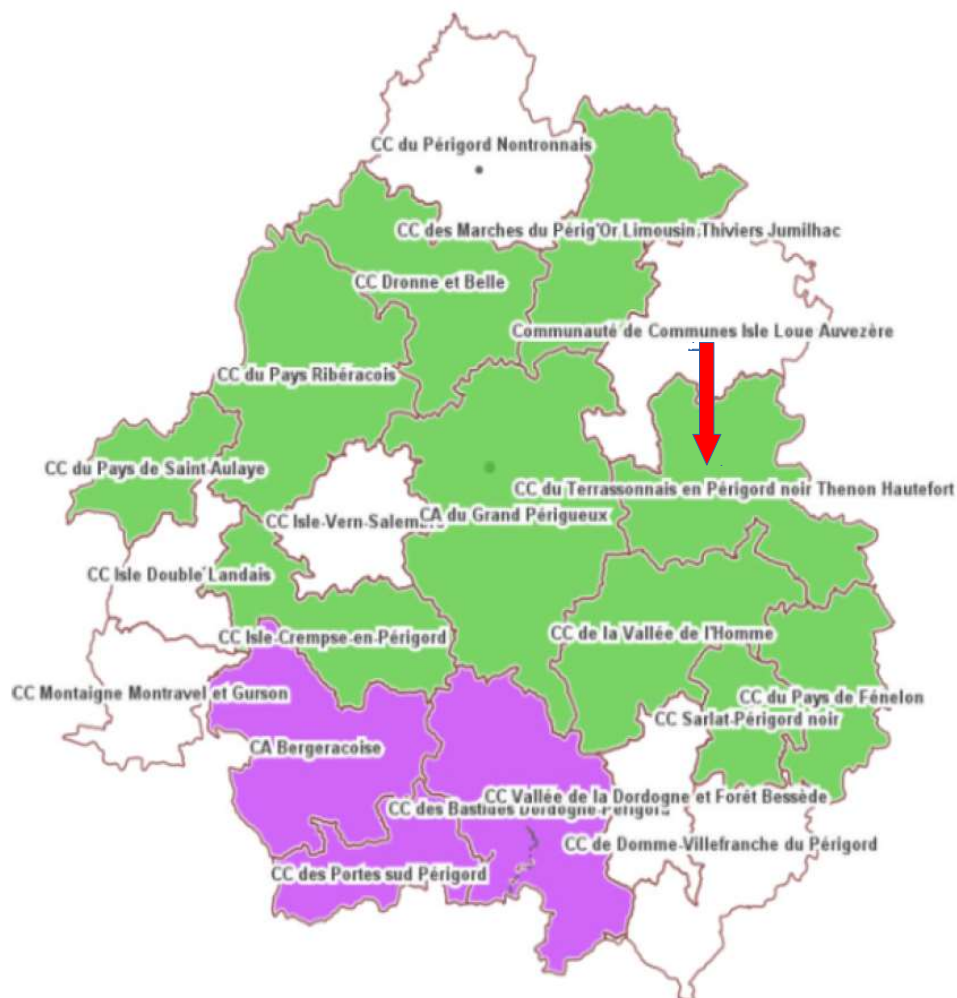 CC du Périgord Nontronnais
CC des Marches du Périg'Or Limousin Thiviers Jumilhac
CC Dronne et Belle
Communauté de Communes Isle Loue Auvezère
CC du Pays Ribéracois
CC du Pays de Saint Aulaye
CC du Terrassonnais en Périgord noir Thenon Hautefort
CC Isle-Vern-Salembre
CA du Grand Périgueux
CC Isle Double Landais
CC Isle-Crempse-en-Périgord
CC de la Vallée de l'Homme
CC Montaigne Montravel et Gurson
CC du Pays de Fénelon
CC Sarlat-Périgord noir
CA Bergeracoise
CC Vallée de la Dordogne et Forêt Bessède
CC des Bastides Dordogne-Périgord
CC de Domme-Villefranche du Périgord
CC des Portes sud Périgord